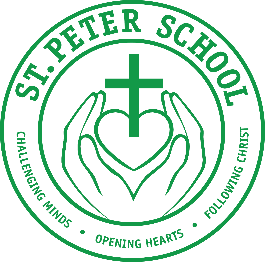 ST. PETER SCHOOL
CHALLENGING MINDS • OPENING HEARTS • FOLLOWING CHRIST